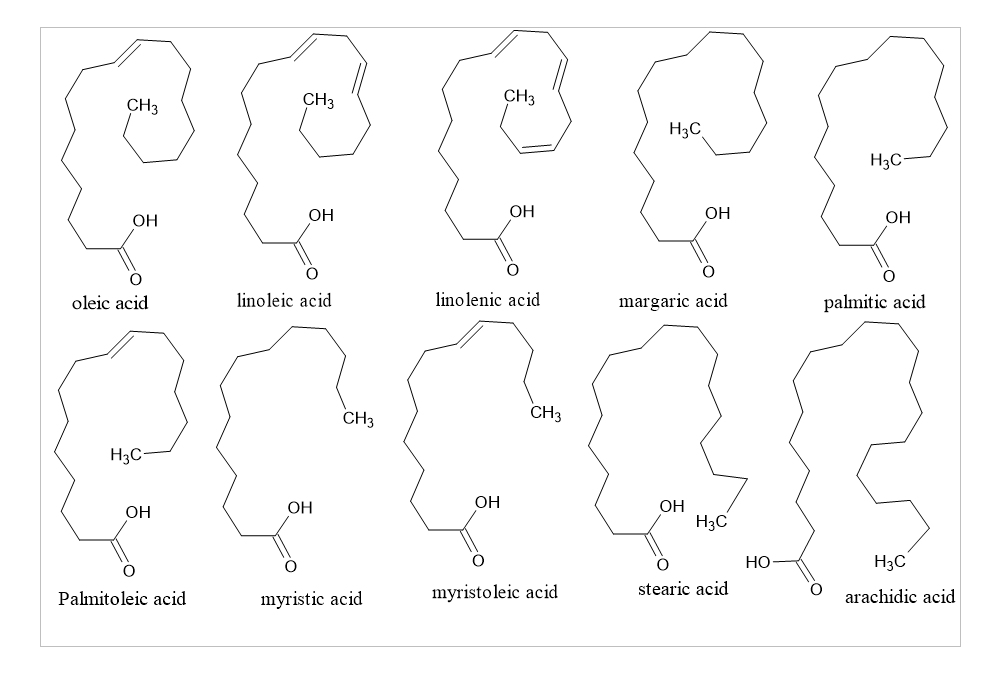 CH3
CH3
CH3
H3C
H3C
OH
OH
OH
OH
OH
O
O
O
O
O
oleic acid
linoleic acid
linolenic acid
margaric acid
palmitic acid
H3C
CH3
CH3
H3C
H3C
OH
OH
OH
OH
HO
O
O
O
O
O
Palmitoleic acid
myristic acid
myristoleic acid
stearic acid
arachidic acid